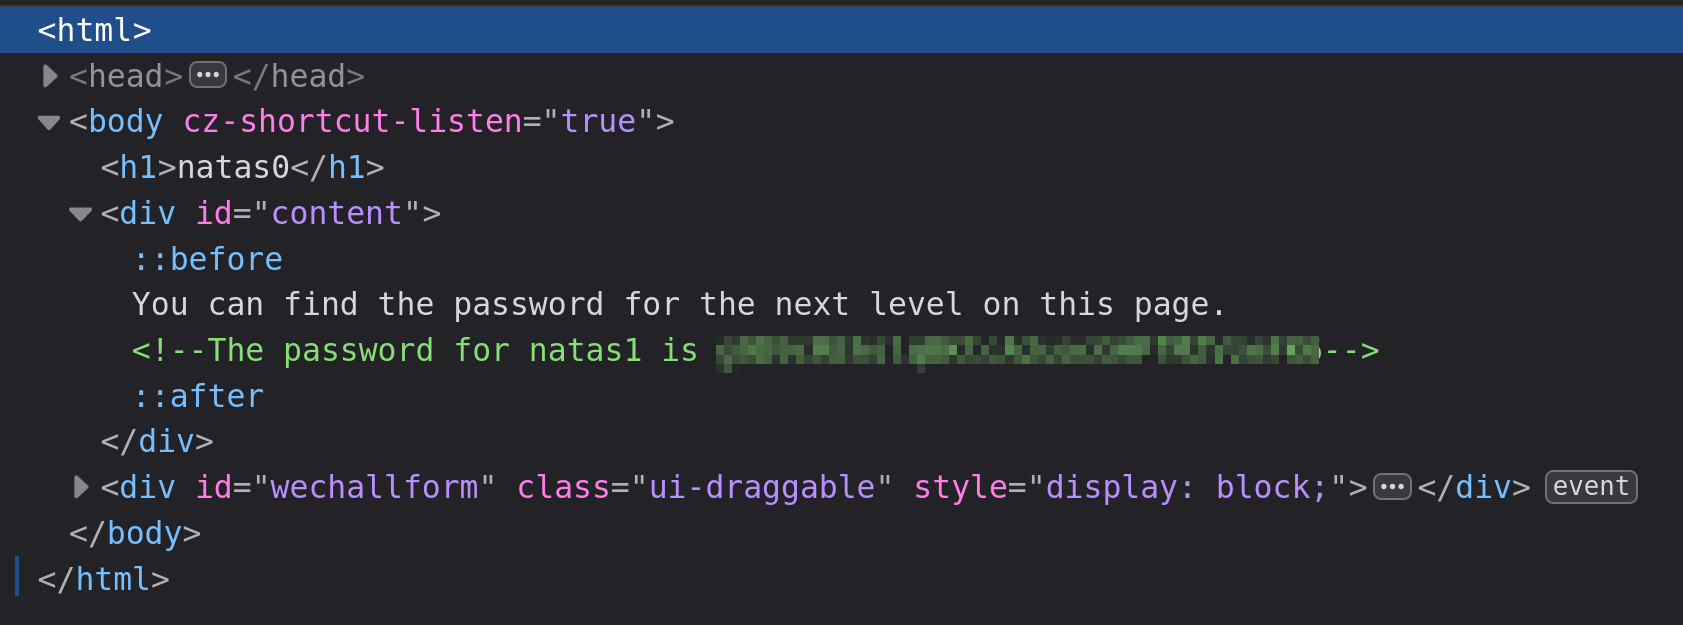 <html>
<head>•••</head>
<body cz-shortcut-listen="true">
<h1>natas0</h1>
<div id="content">
::before
You can find the password for the next level on this page.
<!--The password for natas1 is -->
::after
</div>
<div id="wechallform" class="ui-draggable" style="display: block;">•••</div> event
</body>
</html>